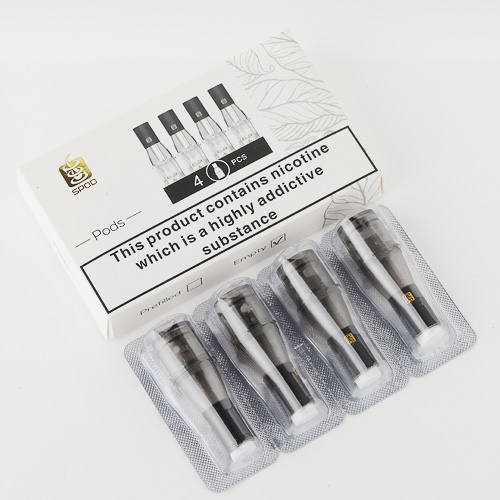 SPOD
4 PCS
Pods
This product contains nicotine
which is a highly addictive
substance
Prefilled
Empty